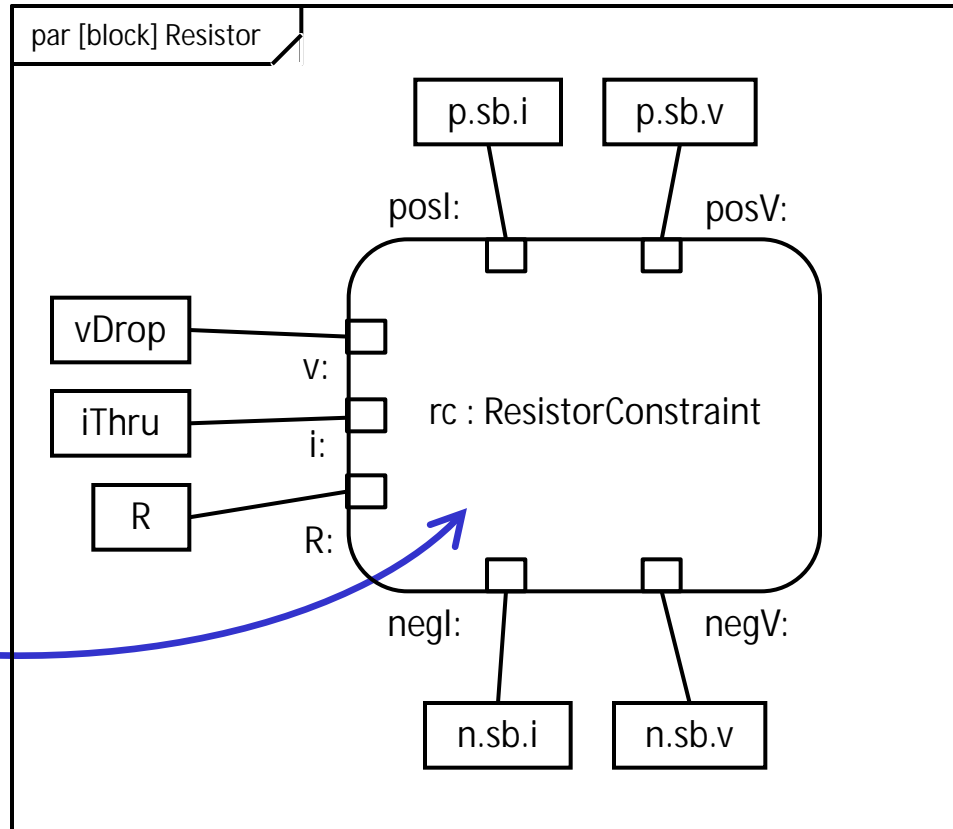 par [block] Resistor
p.sb.i
p.sb.v
posI:
posV:
vDrop
v:
iThru
rc : ResistorConstraint
i:
R
R:
negI:
negV:
n.sb.i
n.sb.v